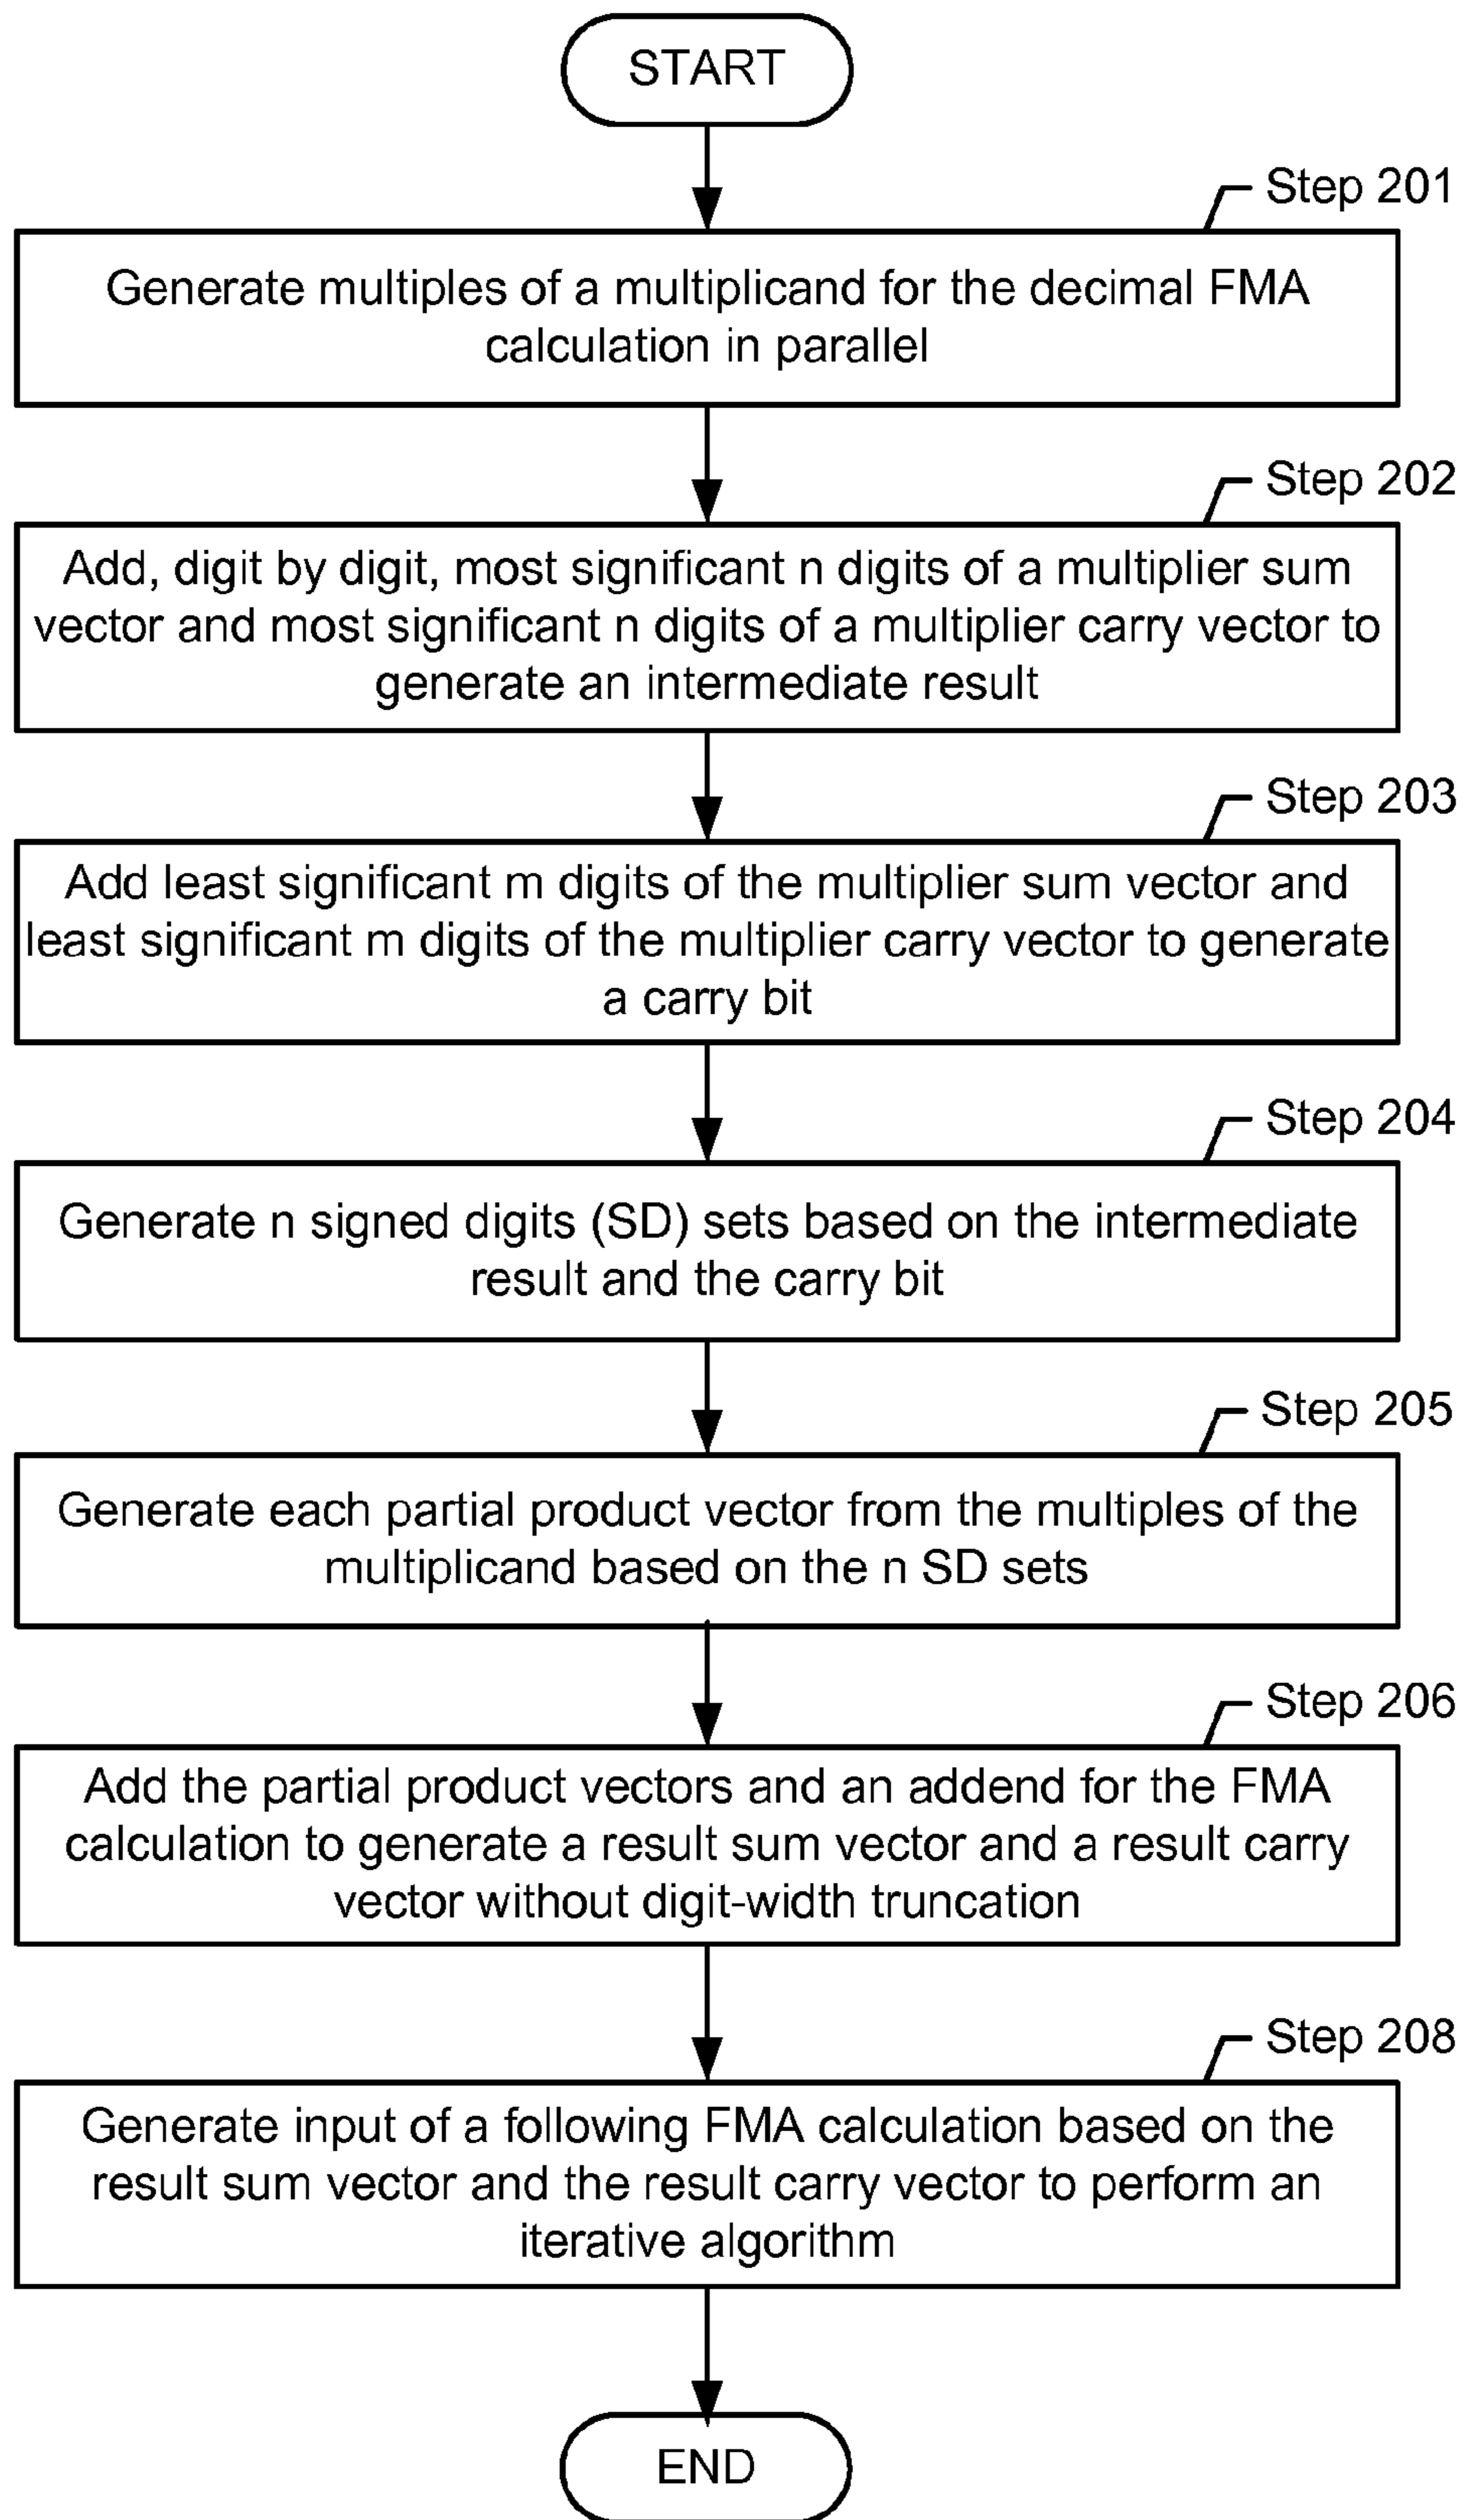 START
Step 201
Generate multiples of a multiplicand for the decimal FMA
calculation in parallel
Step 202
Add, digit by digit, most significant n digits of a multiplier sum
vector and most significant n digits of a multiplier carry vector to
generate an intermediate result
Step 203
Add least significant m digits of the multiplier sum vector and
least significant m digits of the multiplier carry vector to generate
a carry bit
Step 204
Generate n signed digits (SD) sets based on the intermediate
result and the carry bit
Step 205
Generate each partial product vector from the multiples of the
multiplicand based on the n SD sets
Step 206
Add the partial product vectors and an addend for the FMA
calculation to generate a result sum vector and a result carry
vector without digit-width truncation
Step 208
Generate input of a following FMA calculation based on the
result sum vector and the result carry vector to perform an
iterative algorithm
END